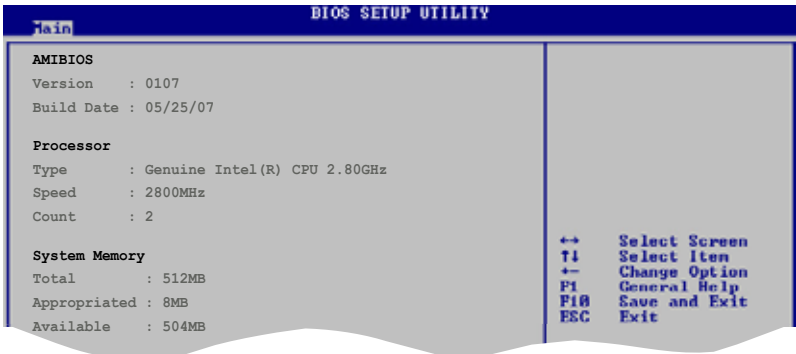 BIOS SETUP UTILITY
Main
AMIBIOS
Version : 0107
Build Date : 05/25/07
Processor
Type : Genuine Intel(R) CPU 2.80GHz
Speed : 2800MHz
Count : 2
System Memory
Total : 512MB
Appropriated : 8MB
Available : 504MB
←→ Select Screen
↑↓ Select Item
+- Change Option
F1 General Help
F10 Save and Exit
ESC Exit